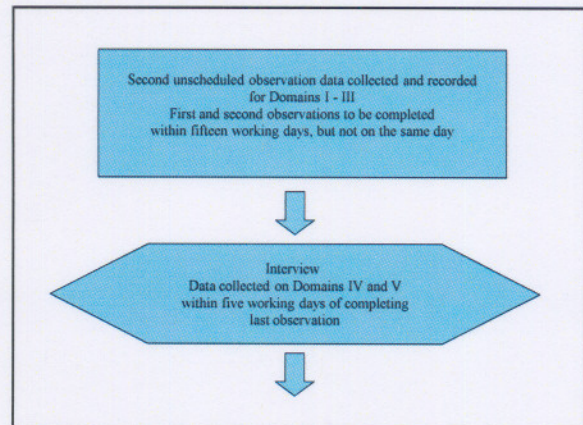 Second unscheduled observation data collected and recorded
for Domains I - III
First and second observations to be completed
within fifteen working days, but not on the same day
Interview
Data collected on Domains IV and V
within five working days of completing
last observation